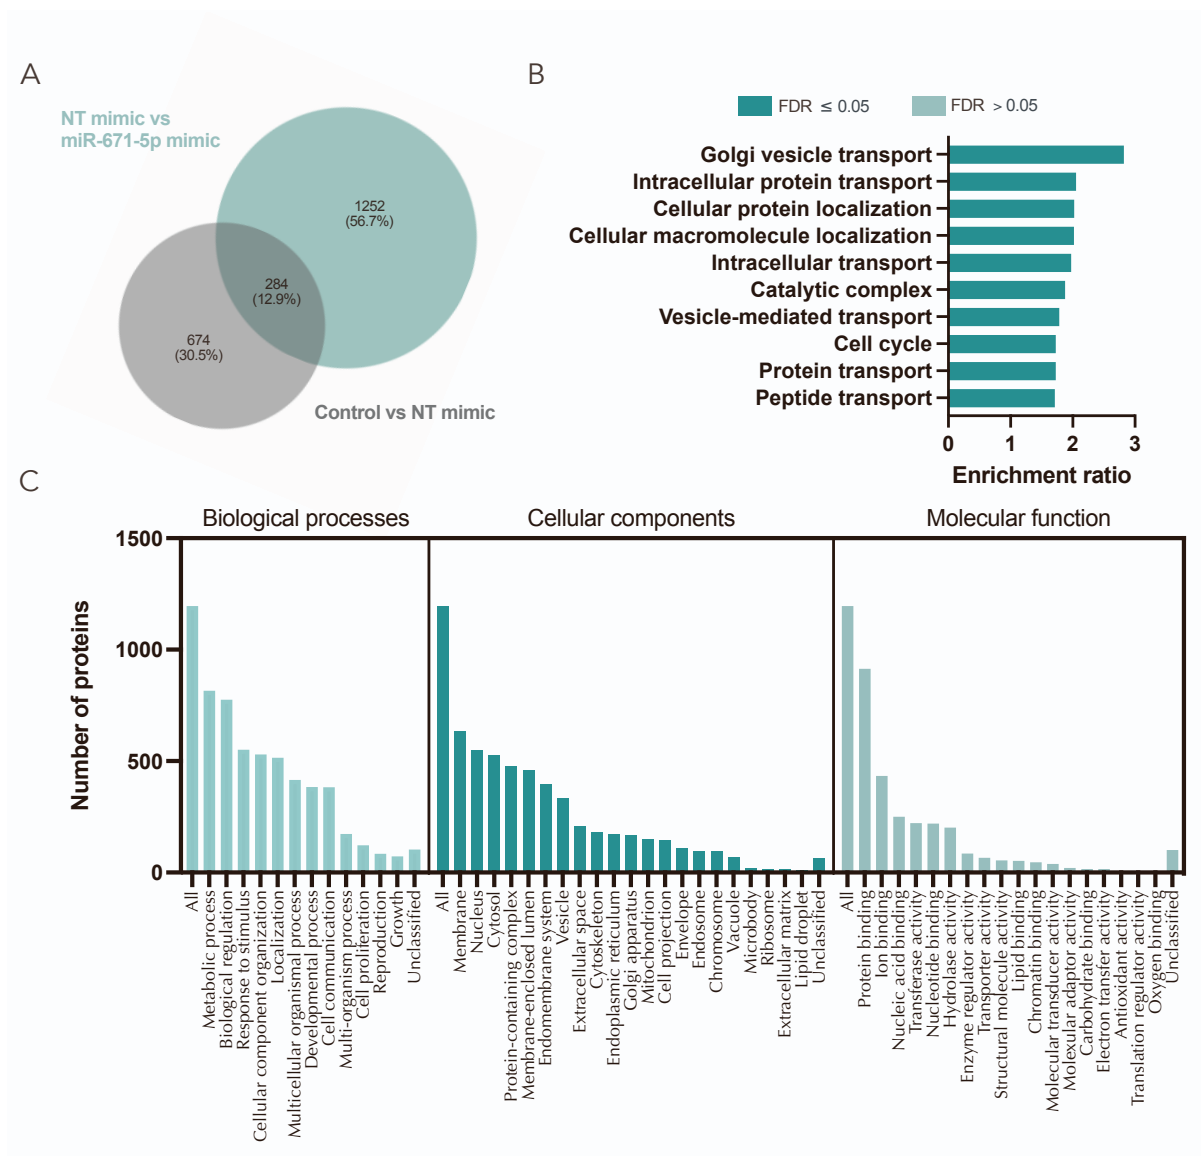 A
NT mimic vs
miR-671-5p mimic
1252
(56.7%)
284
(12.9%)
674
(30.5%)
Control vs NT mimic
B
FDR ≤ 0.05
FDR > 0.05
Golgi vesicle transport
Intracellular protein transport
Cellular protein localization
Cellular macromolecule localization
Intracellular transport
Catalytic complex
Vesicle-mediated transport
Cell cycle
Protein transport
Peptide transport
0 1 2 3
Enrichment ratio
C
Biological processes
Cellular components
Molecular function
Number of proteins
1500
1000
500
0
All
Metabolic process
Biological regulation
Response to stimulus
Cellular component organization
Localization
Multicellular organismal process
Developmental process
Cell communication
Multi-organism process
Cell proliferation
Reproduction
Growth
Unclassified
All
Membrane
Nucleus
Cytosol
Protein-containing complex
Membrane-enclosed lumen
Endomembrane system
Vesicle
Extracellular space
Cytoskeleton
Endoplasmic reticulum
Golgi apparatus
Mitochondrion
Cell projection
Envelope
Endosome
Chromosome
Vacuole
Microbody
Ribosome
Extracellular matrix
Lipid droplet
Unclassified
All
Protein binding
Ion binding
Nucleic acid binding
Transferase activity
Nucleotide binding
Hydrolase activity
Enzyme regulator activity
Transporter activity
Structural molecule activity
Lipid binding
Chromatin binding
Molecular transducer activity
Molexular adaptor activity
Carbohydrate binding
Electron transfer activity
Antioxidant activity
Translation regulator activity
Oxygen binding
Unclassified